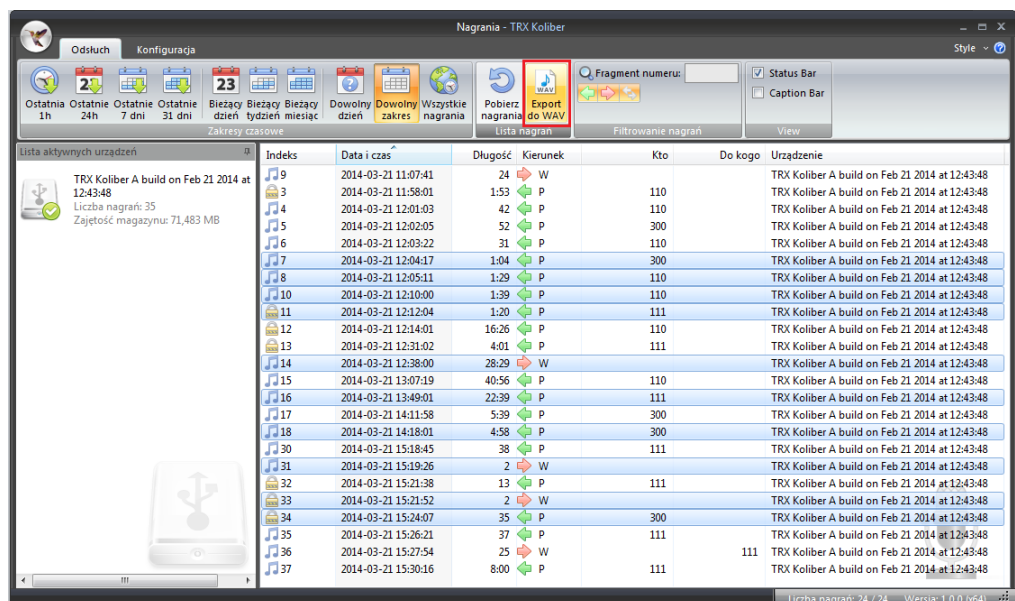 Nagrania - TRX Koliber
Odsłuch Konfiguracja Style
Ostatnia 1h
Ostatnie 24h
Ostatnie 7 dni
Ostatnie 31 dni
23
Bieżący dzień
Bieżący tydzień
Bieżący miesiąc
Dowolny dzień
Dowolny zakres
Wszystkie nagrania
Zakresy czasowe
Pobierz nagrania
WAV
Export do WAV
Lista nagrań
Fragment numeru:
Filtrowanie nagrań
Status Bar
Caption Bar
View
Lista aktywnych urządzeń
TRX Koliber A build on Feb 21 2014 at
12:43:48
Liczba nagrań: 35
Zajętość magazynu: 71,483 MB
Indeks Data i czas Długość Kierunek Kto Do kogo Urządzenie
9 2014-03-21 11:07:41 24 W TRX Koliber A build on Feb 21 2014 at 12:43:48
3 2014-03-21 11:58:01 1:53 P 110 TRX Koliber A build on Feb 21 2014 at 12:43:48
4 2014-03-21 12:01:03 42 P 110 TRX Koliber A build on Feb 21 2014 at 12:43:48
5 2014-03-21 12:02:05 52 P 300 TRX Koliber A build on Feb 21 2014 at 12:43:48
6 2014-03-21 12:03:22 31 P 110 TRX Koliber A build on Feb 21 2014 at 12:43:48
7 2014-03-21 12:04:17 1:04 P 300 TRX Koliber A build on Feb 21 2014 at 12:43:48
8 2014-03-21 12:05:11 1:29 P 110 TRX Koliber A build on Feb 21 2014 at 12:43:48
10 2014-03-21 12:10:00 1:39 P 110 TRX Koliber A build on Feb 21 2014 at 12:43:48
11 2014-03-21 12:12:04 1:20 P 111 TRX Koliber A build on Feb 21 2014 at 12:43:48
12 2014-03-21 12:14:01 16:26 P 110 TRX Koliber A build on Feb 21 2014 at 12:43:48
13 2014-03-21 12:31:02 4:01 P 111 TRX Koliber A build on Feb 21 2014 at 12:43:48
14 2014-03-21 12:38:00 28:29 W TRX Koliber A build on Feb 21 2014 at 12:43:48
15 2014-03-21 13:07:19 40:56 P 110 TRX Koliber A build on Feb 21 2014 at 12:43:48
16 2014-03-21 13:49:01 22:39 P 111 TRX Koliber A build on Feb 21 2014 at 12:43:48
17 2014-03-21 14:11:58 5:39 P 300 TRX Koliber A build on Feb 21 2014 at 12:43:48
18 2014-03-21 14:18:01 4:58 P 300 TRX Koliber A build on Feb 21 2014 at 12:43:48
30 2014-03-21 15:18:45 38 P 111 TRX Koliber A build on Feb 21 2014 at 12:43:48
31 2014-03-21 15:19:26 2 W TRX Koliber A build on Feb 21 2014 at 12:43:48
32 2014-03-21 15:21:38 13 P 111 TRX Koliber A build on Feb 21 2014 at 12:43:48
33 2014-03-21 15:21:52 2 W TRX Koliber A build on Feb 21 2014 at 12:43:48
34 2014-03-21 15:24:07 35 P 300 TRX Koliber A build on Feb 21 2014 at 12:43:48
35 2014-03-21 15:26:21 37 P 111 TRX Koliber A build on Feb 21 2014 at 12:43:48
36 2014-03-21 15:27:54 25 W 111 TRX Koliber A build on Feb 21 2014 at 12:43:48
37 2014-03-21 15:30:16 8:00 P 111 TRX Koliber A build on Feb 21 2014 at 12:43:48
Liczba nagrań: 24 / 24 Wersja: 1.0.0 (x64)